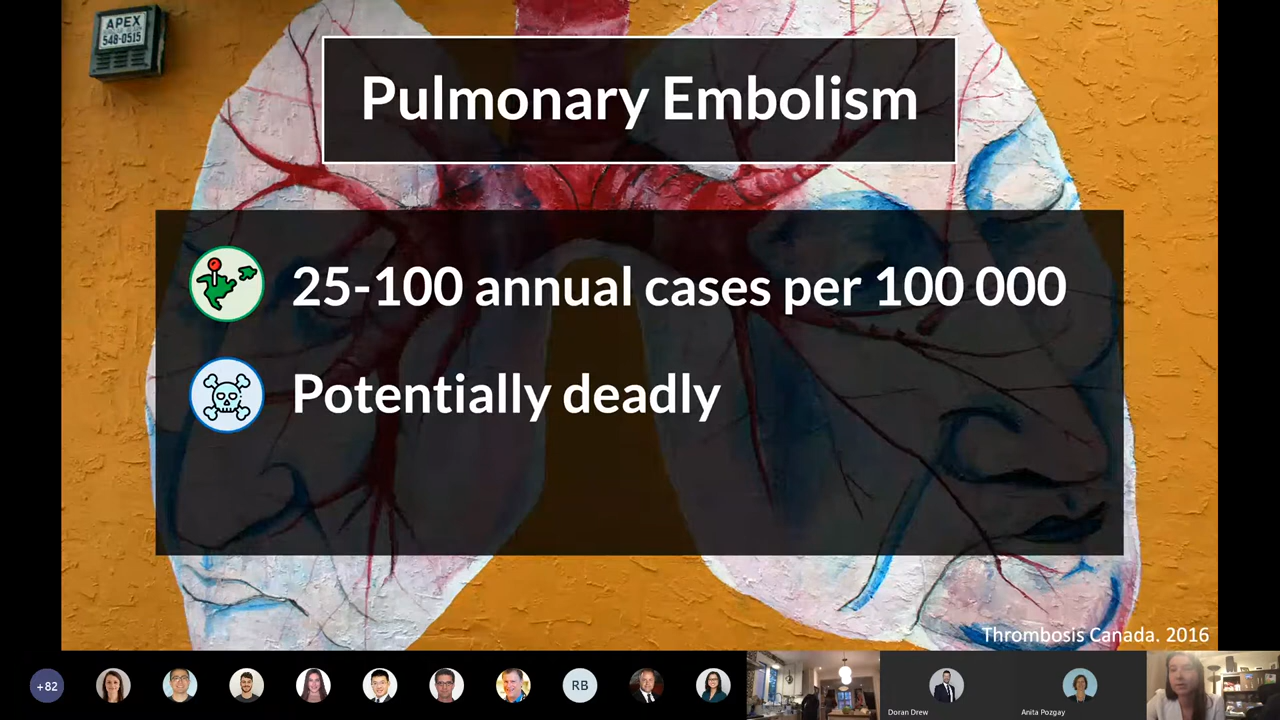 APEX
548-0515
Pulmonary Embolism
25-100 annual cases per 100 000
Potentially deadly
Thrombosis Canada. 2016
+82
RB
Doran Drew
Anita Pozgay